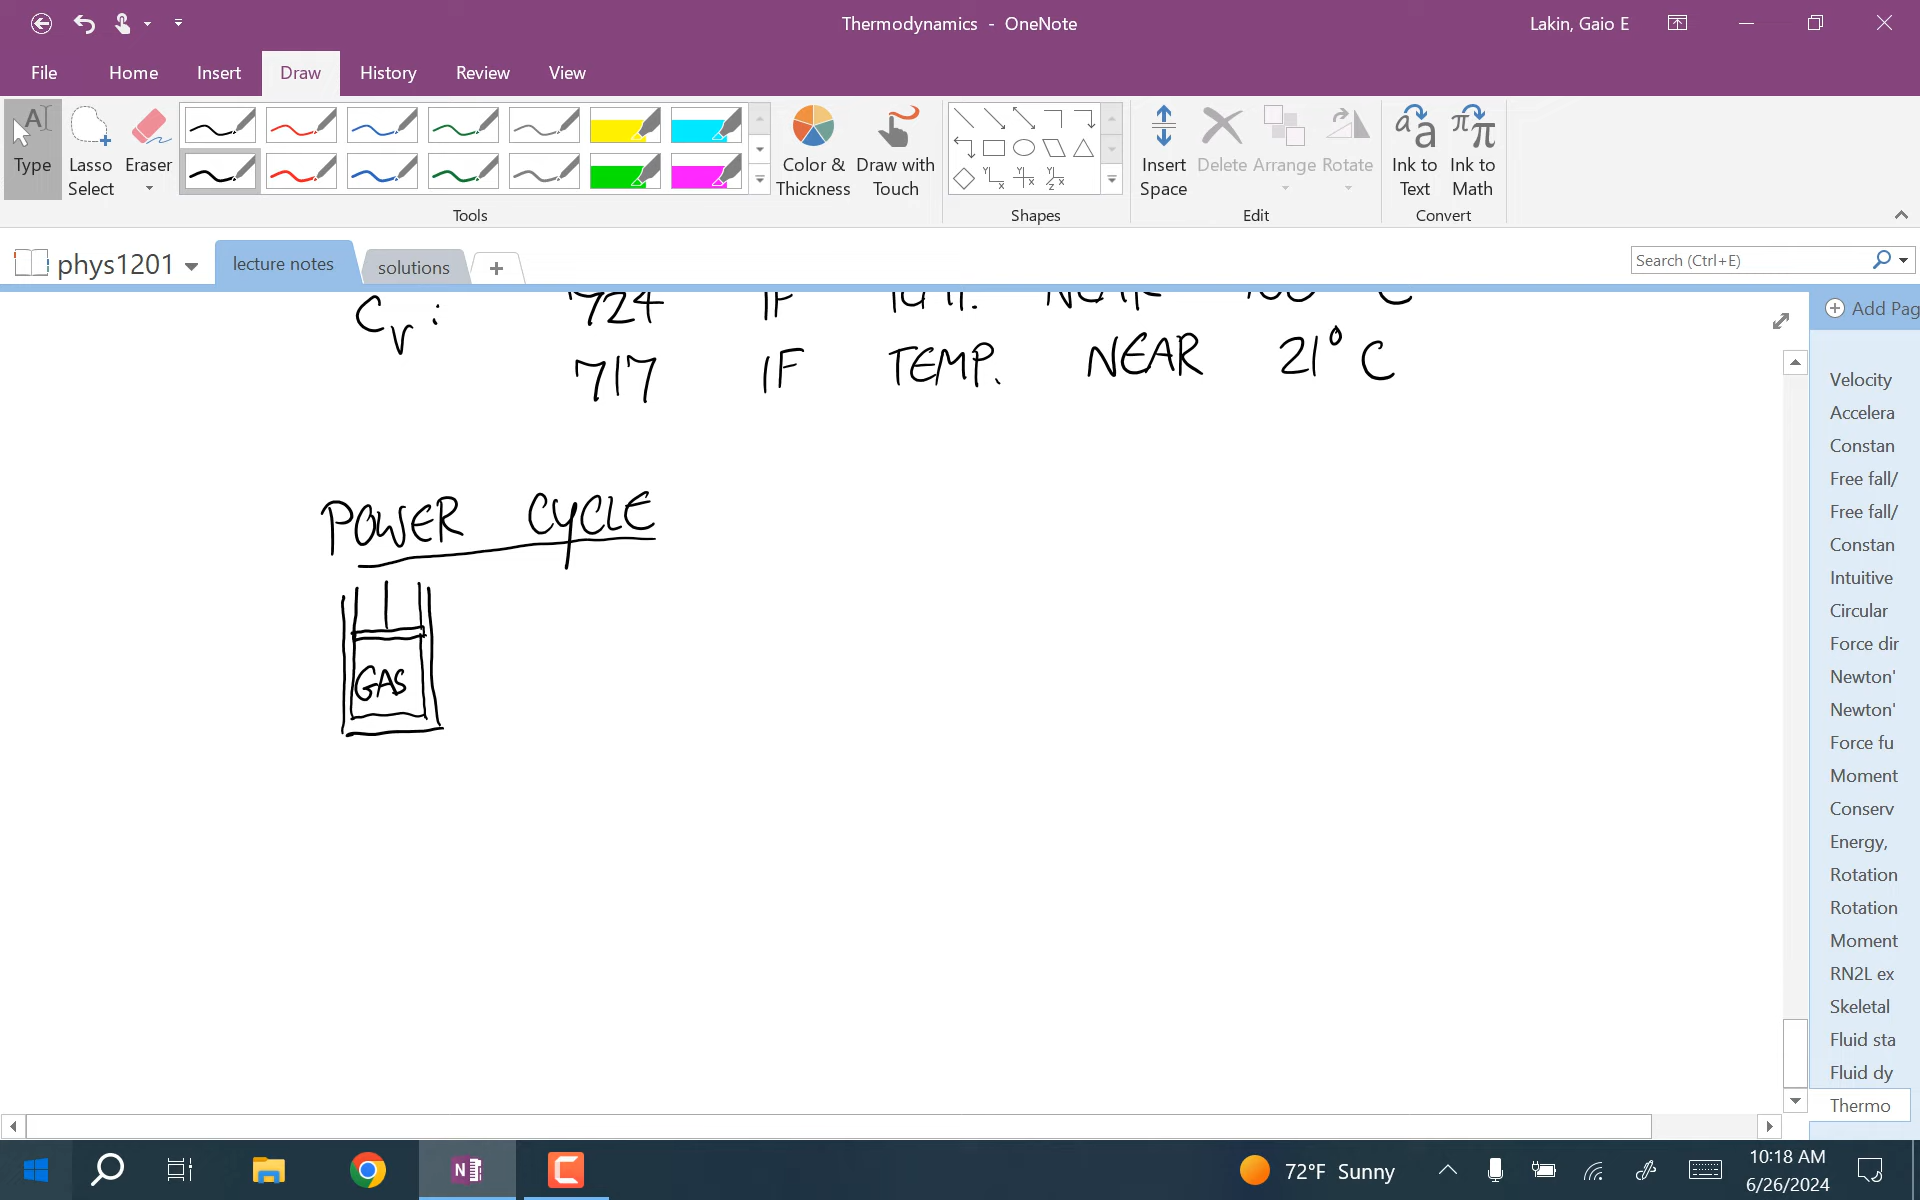 Thermodynamics - OneNote
Lakin, Gaio E
File Home Insert Draw History Review View
Type
Lasso Select
Eraser
Color & Thickness
Draw with Touch
Insert Space
Delete
Arrange
Rotate
Ink to Text
Ink to Math
Tools
Shapes
Edit
Convert
phys1201
lecture notes
solutions
Search (Ctrl+E)
Add Pag
Cv: 724 IF NEAR C
717 IF TEMP. NEAR 21° C
POWER CYCLE
GAS
Velocity
Accelera
Constan
Free fall/
Free fall/
Constan
Intuitive
Circular
Force dir
Newton'
Newton'
Force fu
Moment
Conserv
Energy,
Rotation
Rotation
Moment
RN2L ex
Skeletal
Fluid sta
Fluid dy
Thermo
72°F Sunny
10:18 AM
6/26/2024